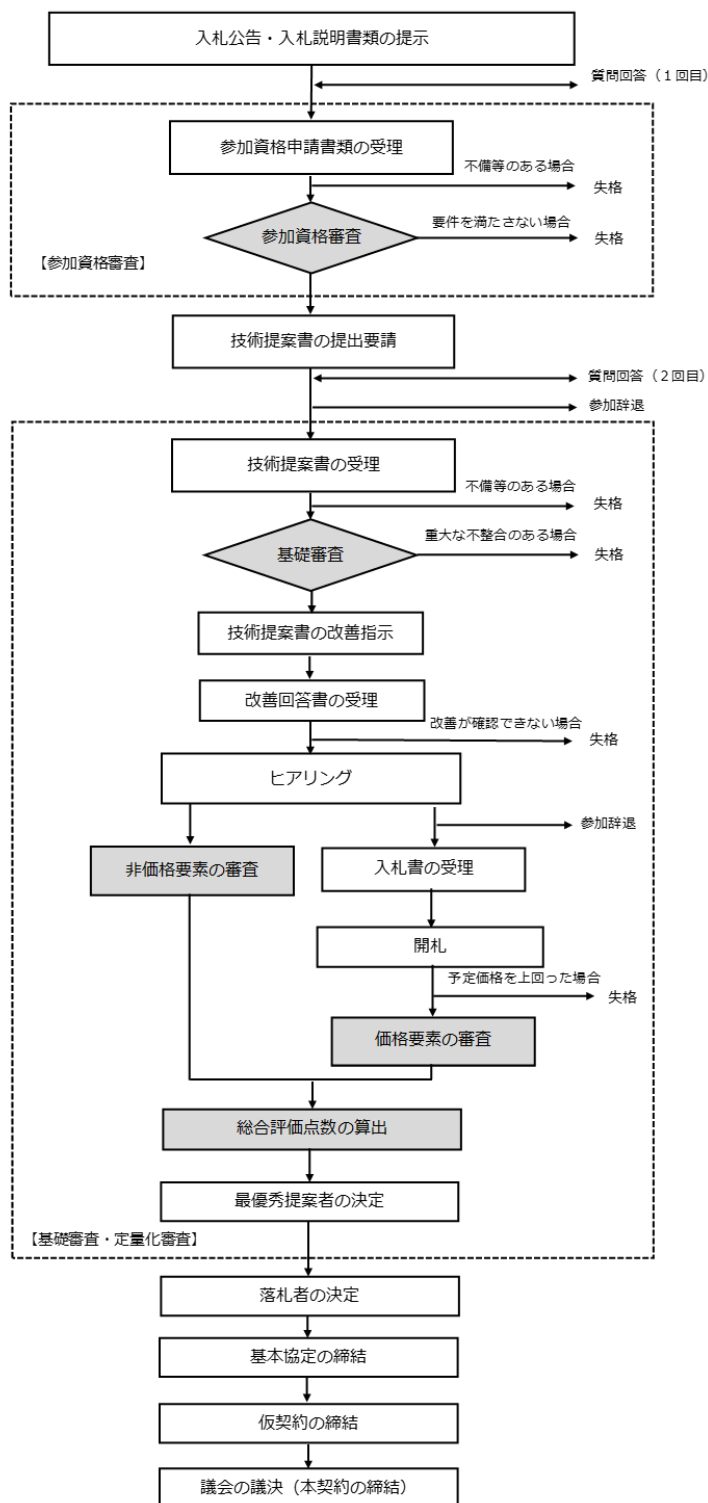 入札公告・入札説明書類の提示
質問回答（１回目）
参加資格申請書類の受理
不備等のある場合
失格
参加資格審査
要件を満たさない場合
失格
【参加資格審査】
技術提案書の提出要請
質問回答（２回目）
参加辞退
技術提案書の受理
不備等のある場合
失格
基礎審査
重大な不整合のある場合
失格
技術提案書の改善指示
改善回答書の受理
改善が確認できない場合
失格
ヒアリング
参加辞退
非価格要素の審査
入札書の受理
開札
予定価格を上回った場合
失格
価格要素の審査
総合評価点数の算出
最優秀提案者の決定
【基礎審査・定量化審査】
落札者の決定
基本協定の締結
仮契約の締結
議会の議決（本契約の締結）